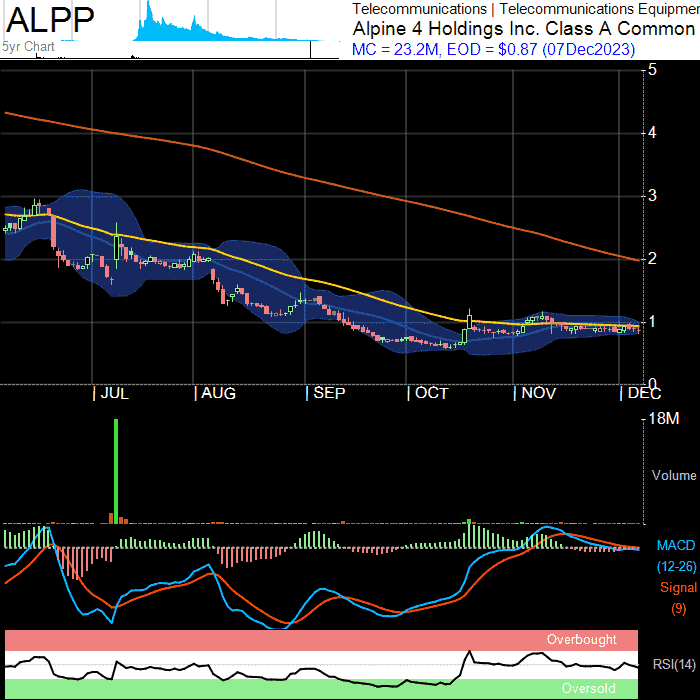 ALPP
5yr Chart
Telecommunications | Telecommunications Equipmen
Alpine 4 Holdings Inc. Class A Common
MC = 23.2M, EOD = $0.87 (07Dec2023)
5
4
3
2
1
0
JUL AUG SEP OCT NOV DEC
18M
Volume
MACD
(12-26)
Signal
(9)
Overbought
RSI(14)
Oversold